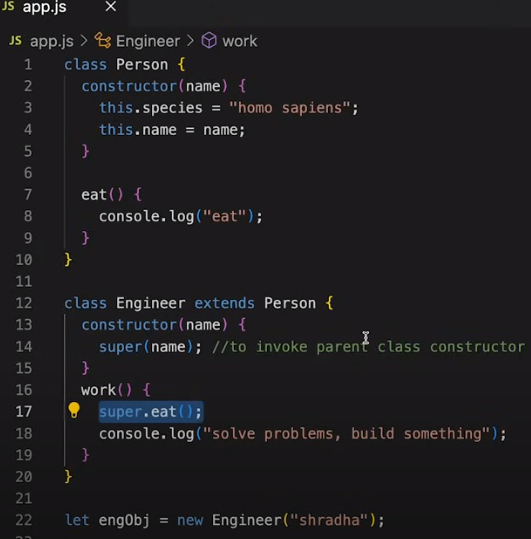 JS app.js ×
JS app.js > Engineer > work
1 class Person {
2 constructor(name) {
3 this.species = "homo sapiens";
4 this.name = name;
5 }
6
7 eat() {
8 console.log("eat");
9 }
10 }
11
12 class Engineer extends Person {
13 constructor(name) {
14 super(name); //to invoke parent class constructor
15 }
16 work() {
17 super.eat();
18 console.log("solve problems, build something");
19 }
20 }
21
22 let engObj = new Engineer("shradha");